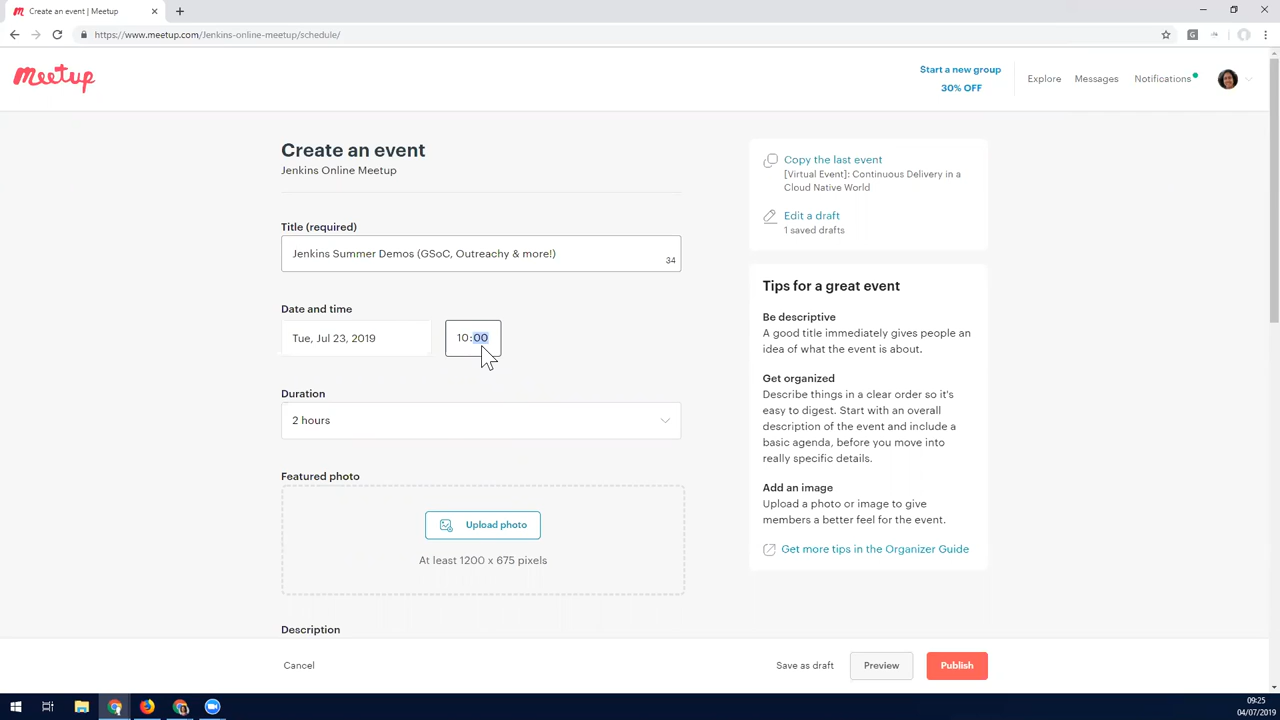 Create an event | Meetup
https://www.meetup.com/Jenkins-online-meetup/schedule/
meetup
Start a new group
30% OFF
Explore
Messages
Notifications
Create an event
Jenkins Online Meetup
Title (required)
Jenkins Summer Demos (GSoC, Outreachy & more!)
34
Date and time
Tue, Jul 23, 2019
10:00
Duration
2 hours
Featured photo
Upload photo
At least 1200 x 675 pixels
Description
Copy the last event
[Virtual Event]: Continuous Delivery in a
Cloud Native World
Edit a draft
1 saved drafts
Tips for a great event
Be descriptive
A good title immediately gives people an
idea of what the event is about.
Get organized
Describe things in a clear order so it's
easy to digest. Start with an overall
description of the event and include a
basic agenda, before you move into
really specific details.
Add an image
Upload a photo or image to give
members a better feel for the event.
Get more tips in the Organizer Guide
Cancel
Save as draft
Preview
Publish
09:25
04/07/2019